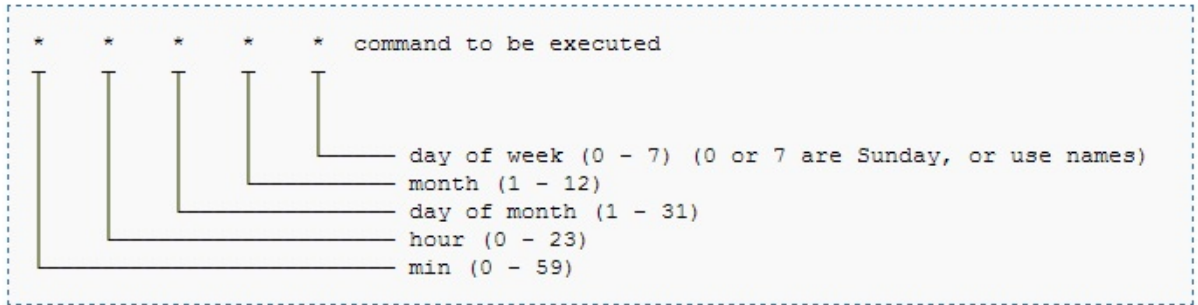 * * * * * command to be executed
day of week (0 - 7) (0 or 7 are Sunday, or use names)
month (1 - 12)
day of month (1 - 31)
hour (0 - 23)
min (0 - 59)